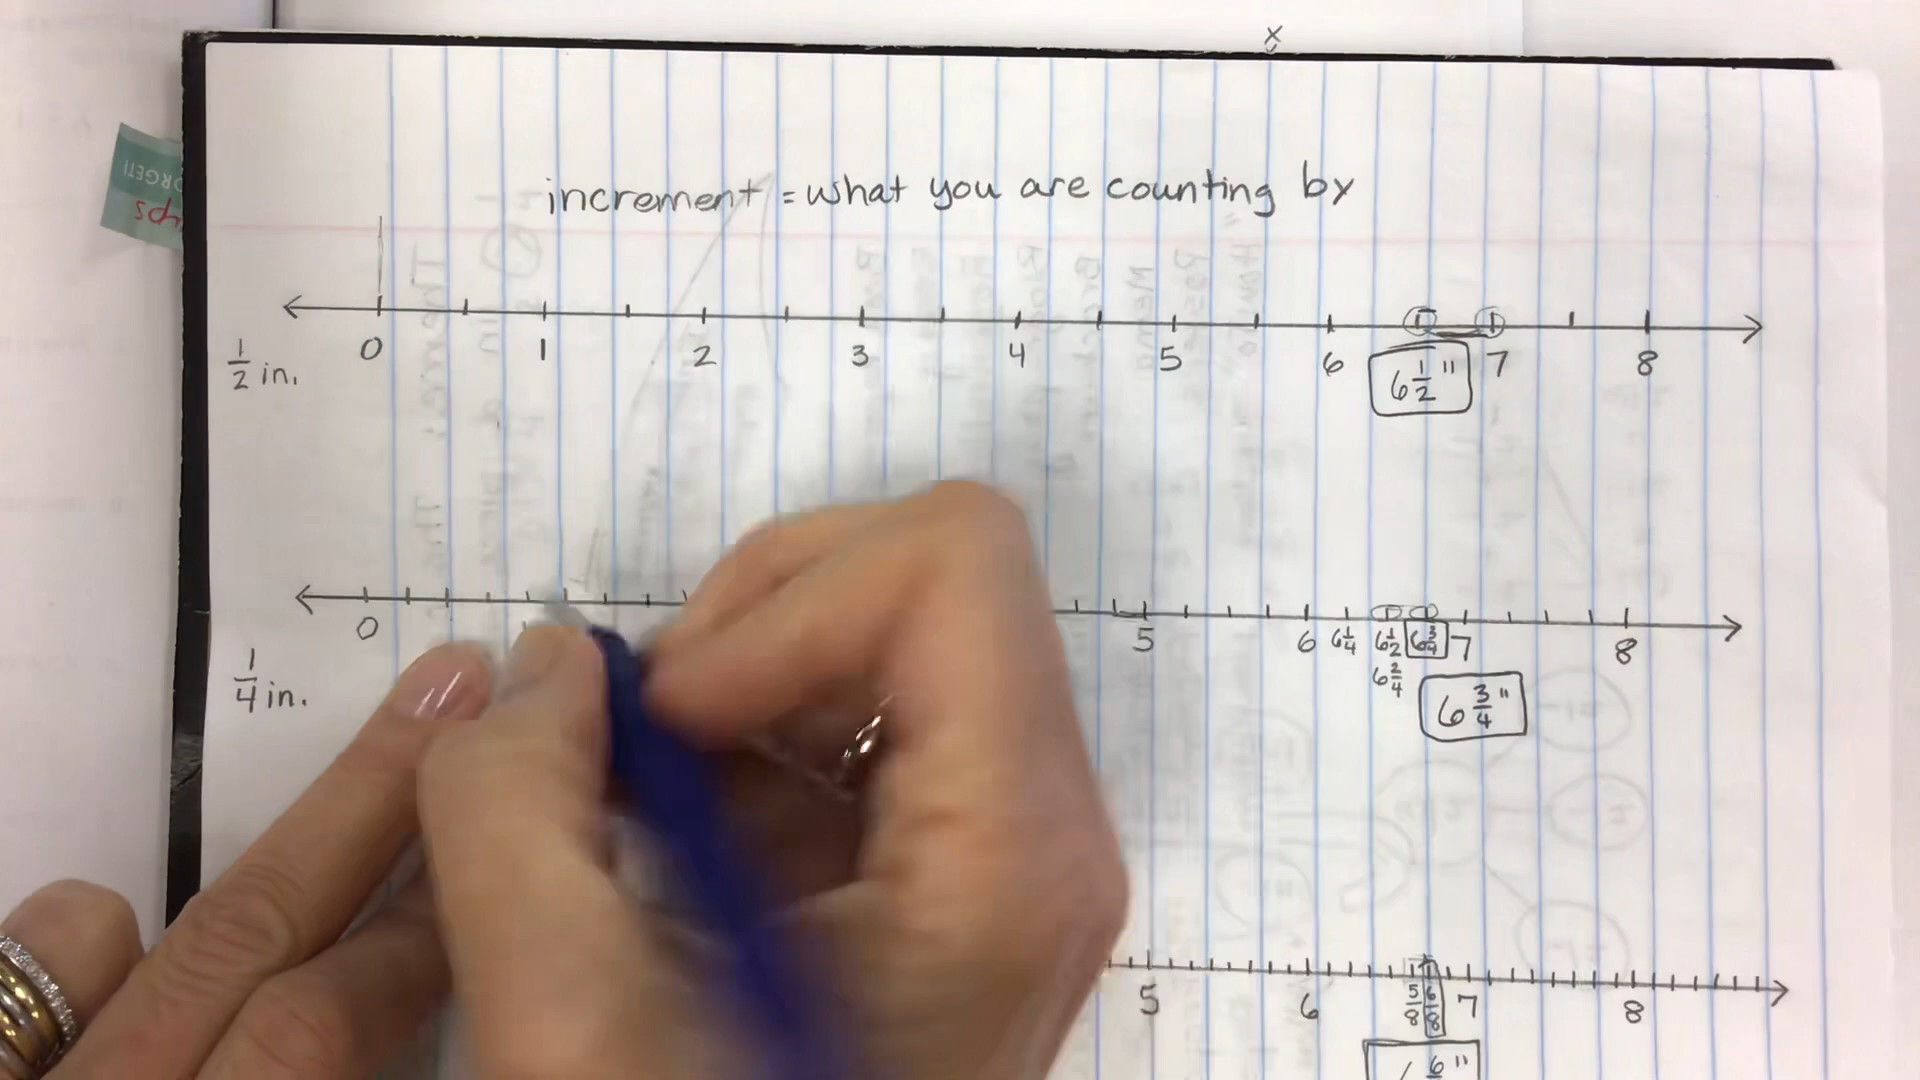 x
increment = what you are counting by
0 1 2 3 4 5 6 7 8
1/2 in.
6 1/2"
0 5 6 6 1/4 6 1/2 6 3/4 7 8
6 2/4
1/4 in.
6 3/4"
5 6 5/8 6/8 7 8
6"